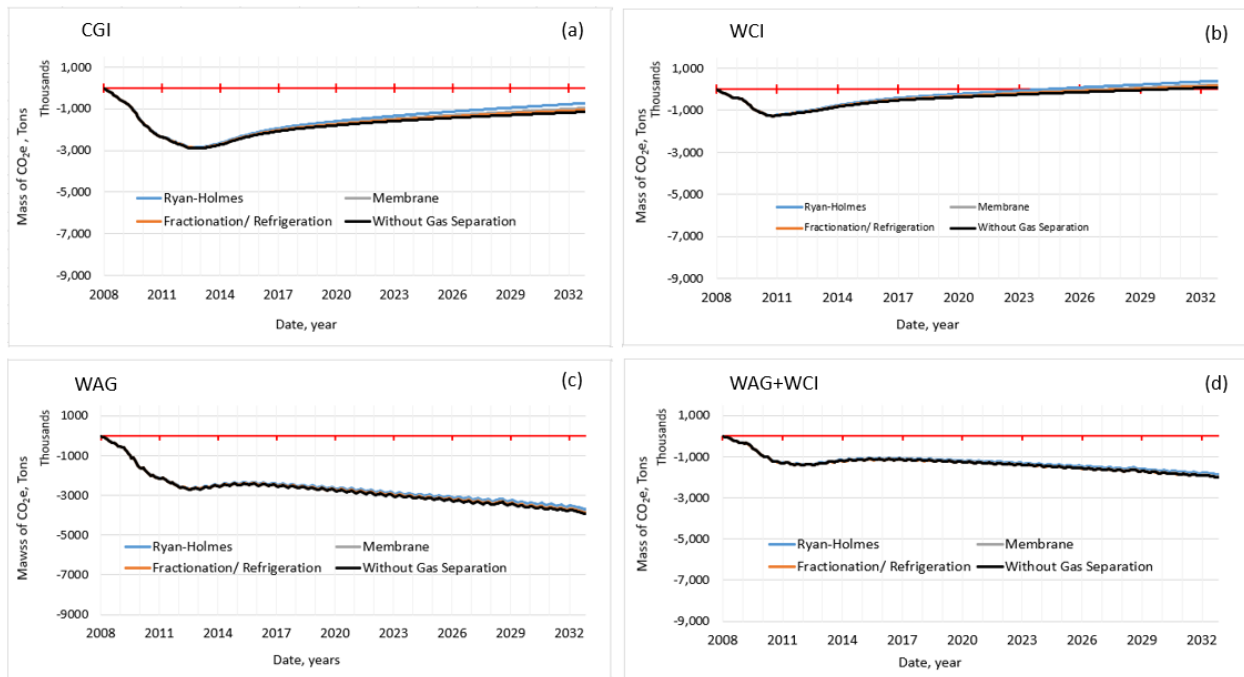 CGI (a)
1,000
Thousands
-1,000
-3,000
-5,000
-7,000
-9,000
Mass of CO₂e , Tons
Ryan-Holmes Membrane
Fractionation/ Refrigeration Without Gas Separation
2008 2011 2014 2017 2020 2023 2026 2029 2032
Date, year
WCI (b)
1,000
Thousands
-1,000
-3,000
-5,000
-7,000
-9,000
Mass of CO₂e, Tons
Ryan-Holmes Membrane
Fractionation/ Refrigeration Without Gas Separation
2008 2011 2014 2017 2020 2023 2026 2029 2032
Date, year
WAG (c)
1000
Thousands
-1000
-3000
-5000
-7000
-9000
Mawss of CO₂e, Tons
Ryan-Holmes Membrane
Fractionation/ Refrigeration Without Gas Separation
2008 2011 2014 2017 2020 2023 2026 2029 2032
Date, years
WAG+WCI (d)
1,000
Thousands
-1,000
-3,000
-5,000
-7,000
-9,000
Mass of CO₂e, Tons
Ryan-Holmes Membrane
Fractionation/ Refrigeration Without Gas Separation
2008 2011 2014 2017 2020 2023 2026 2029 2032
Date, year